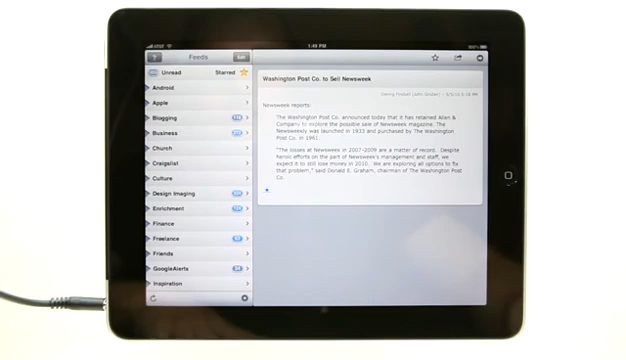 AT&T
1:49 PM
Feeds
Edit
Unread Starred
Android
Apple
Blogging
Business
Church
Craigslist
Culture
Design Imaging
Enrichment
Finance
Freelance
Friends
GoogleAlerts
Inspiration
Washington Post Co. to Sell Newsweek
Daring Fireball (John Gruber)
Newsweek reports:
The Washington Post Co. announced today that it has retained Allen &
Company to explore the possible sale of Newsweek magazine. The
Newsweekly was launched in 1933 and purchased by The Washington
Post Co. in 1961.
"The losses at Newsweek in 2007-2009 are a matter of record. Despite
heroic efforts on the part of Newsweek's management and staff, we
expect it to still lose money in 2010. We are exploring all options to fix
that problem," said Donald E. Graham, chairman of The Washington Post
Co.